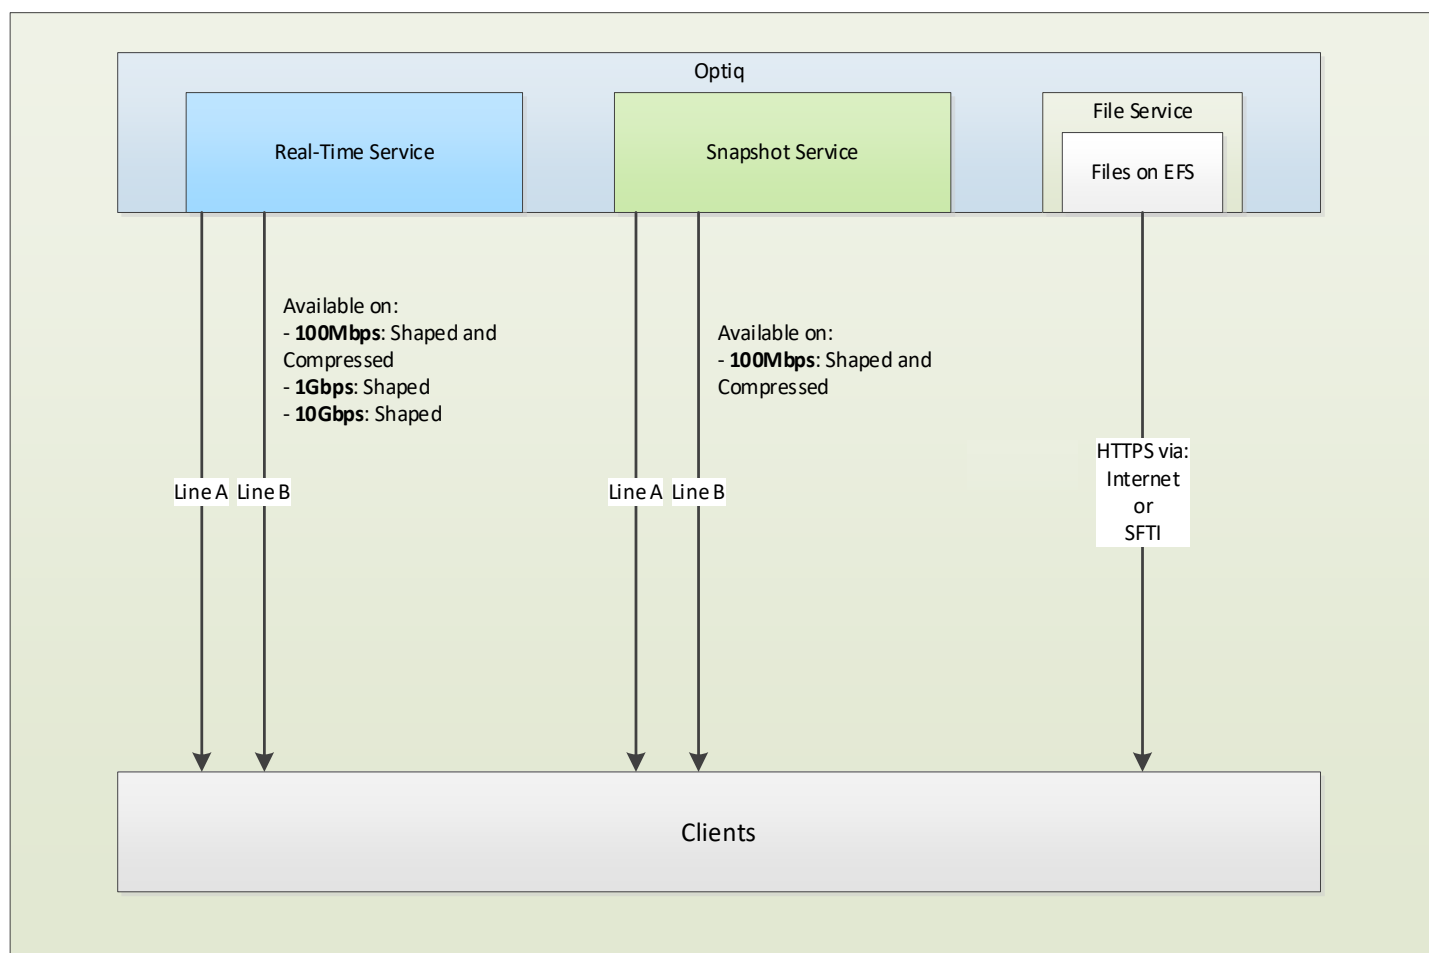 Optiq
Real-Time Service
Snapshot Service
File Service
Files on EFS
Available on:
- 100Mbps: Shaped and
Compressed
- 1Gbps: Shaped
- 10Gbps: Shaped
Available on:
- 100Mbps: Shaped and
Compressed
Line A
Line B
Line A
Line B
HTTPS via:
Internet
or
SFTI
Clients